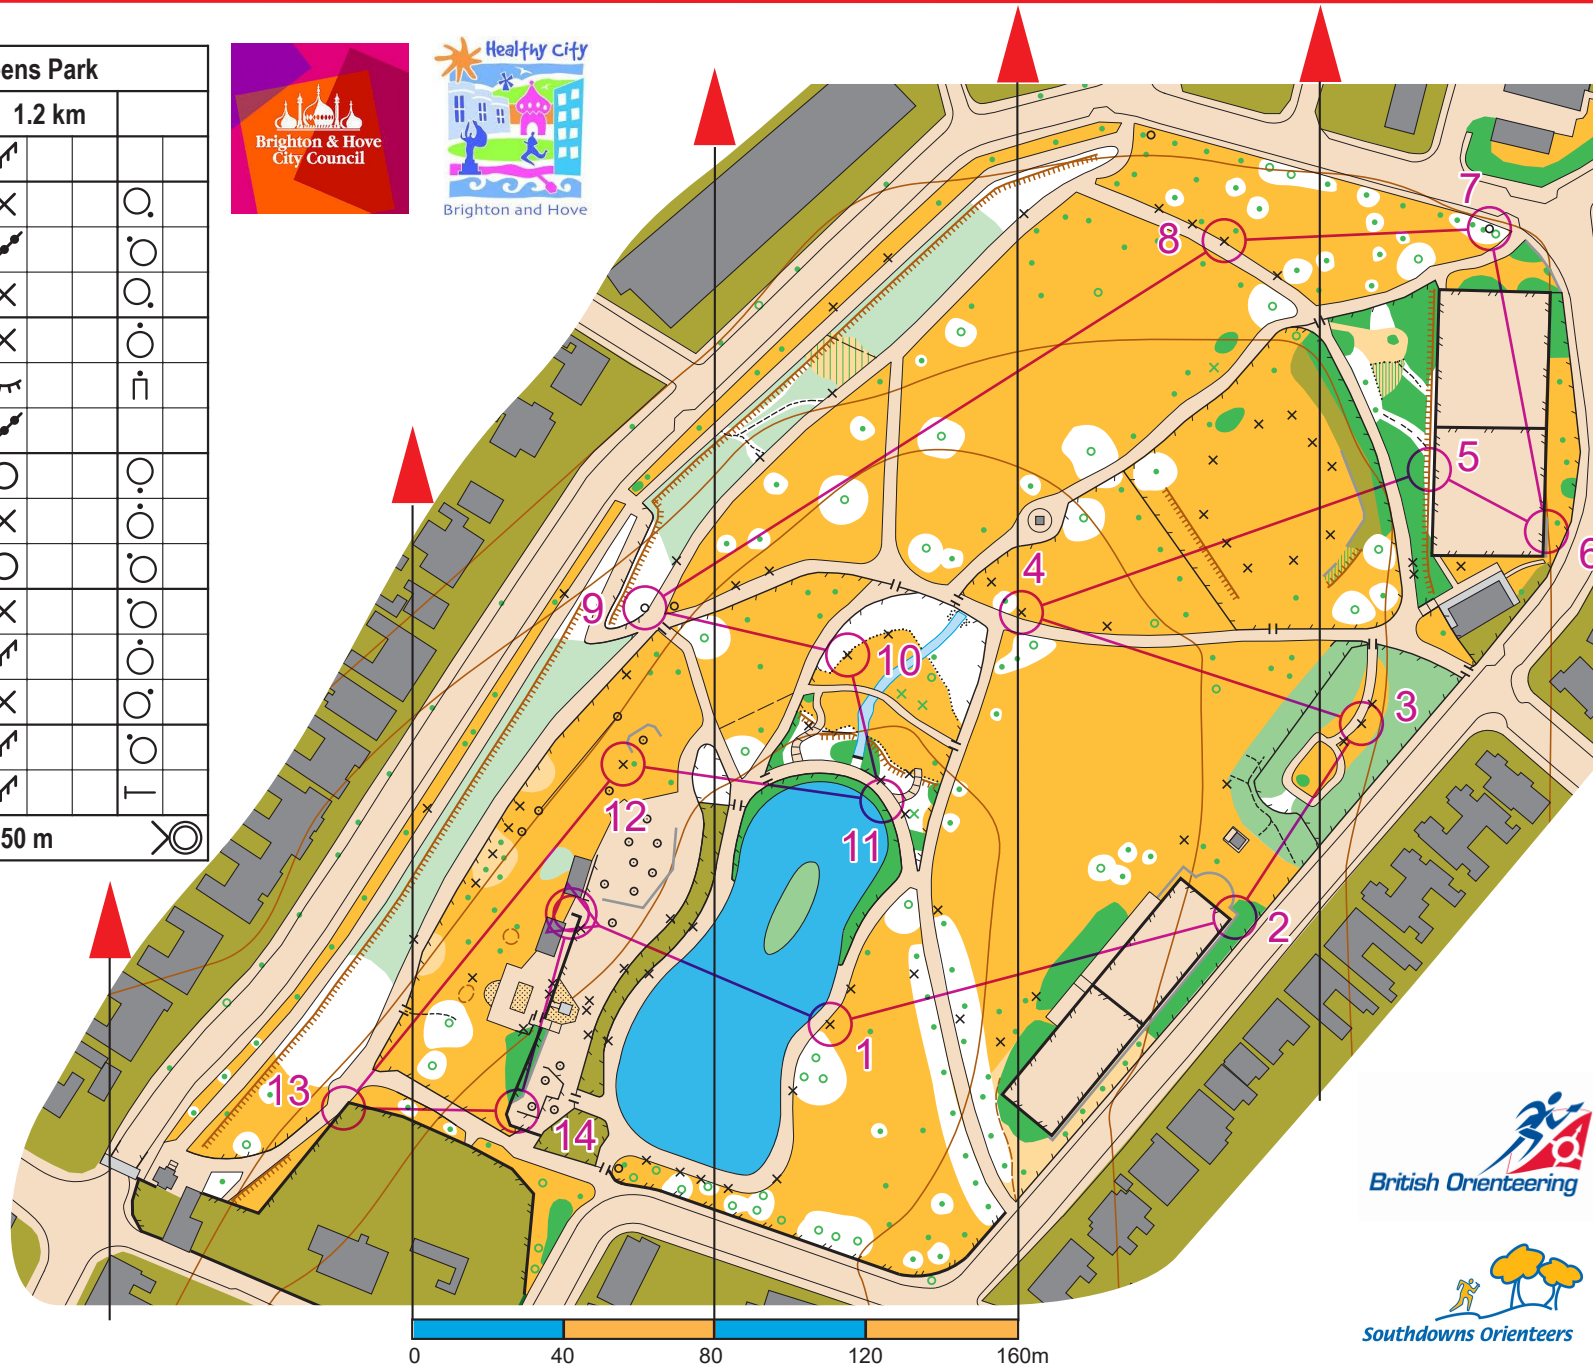 ens Park
1.2 km
50 m
Brighton & Hove
City Council
Healthy City
Brighton and Hove
7
8
5
6
4
9
10
3
12
11
2
1
13
14
0
40
80
120
160m
British Orienteering
Southdowns Orienteers